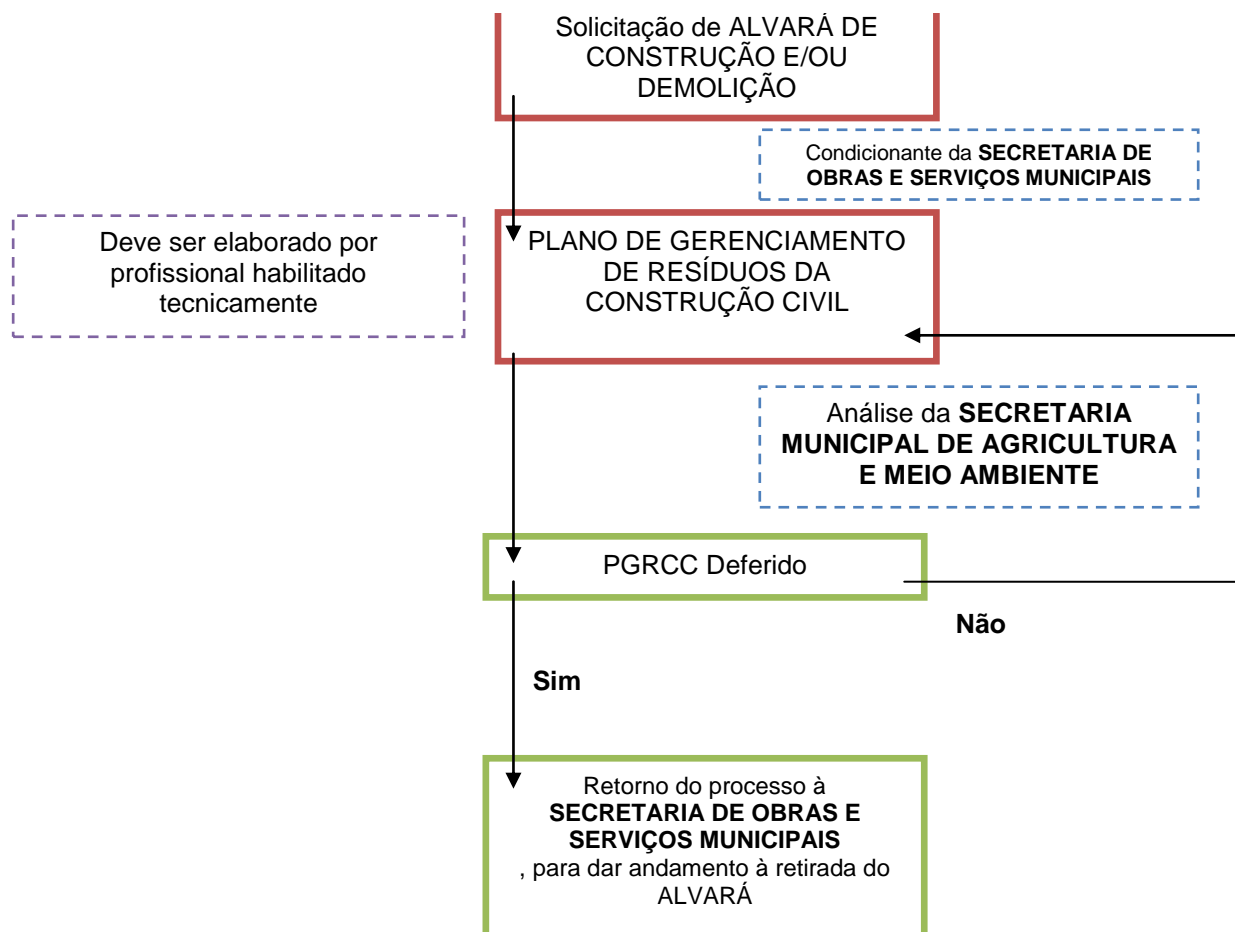 Solicitação de ALVARÁ DE
CONSTRUÇÃO E/OU
DEMOLIÇÃO
Condicionante da SECRETARIA DE
OBRAS E SERVIÇOS MUNICIPAIS
Deve ser elaborado por
profissional habilitado
tecnicamente
PLANO DE GERENCIAMENTO
DE RESÍDUOS DA
CONSTRUÇÃO CIVIL
Análise da SECRETARIA
MUNICIPAL DE AGRICULTURA
E MEIO AMBIENTE
PGRCC Deferido
Não
Sim
Retorno do processo à
SECRETARIA DE OBRAS E
SERVIÇOS MUNICIPAIS
, para dar andamento à retirada do
ALVARÁ